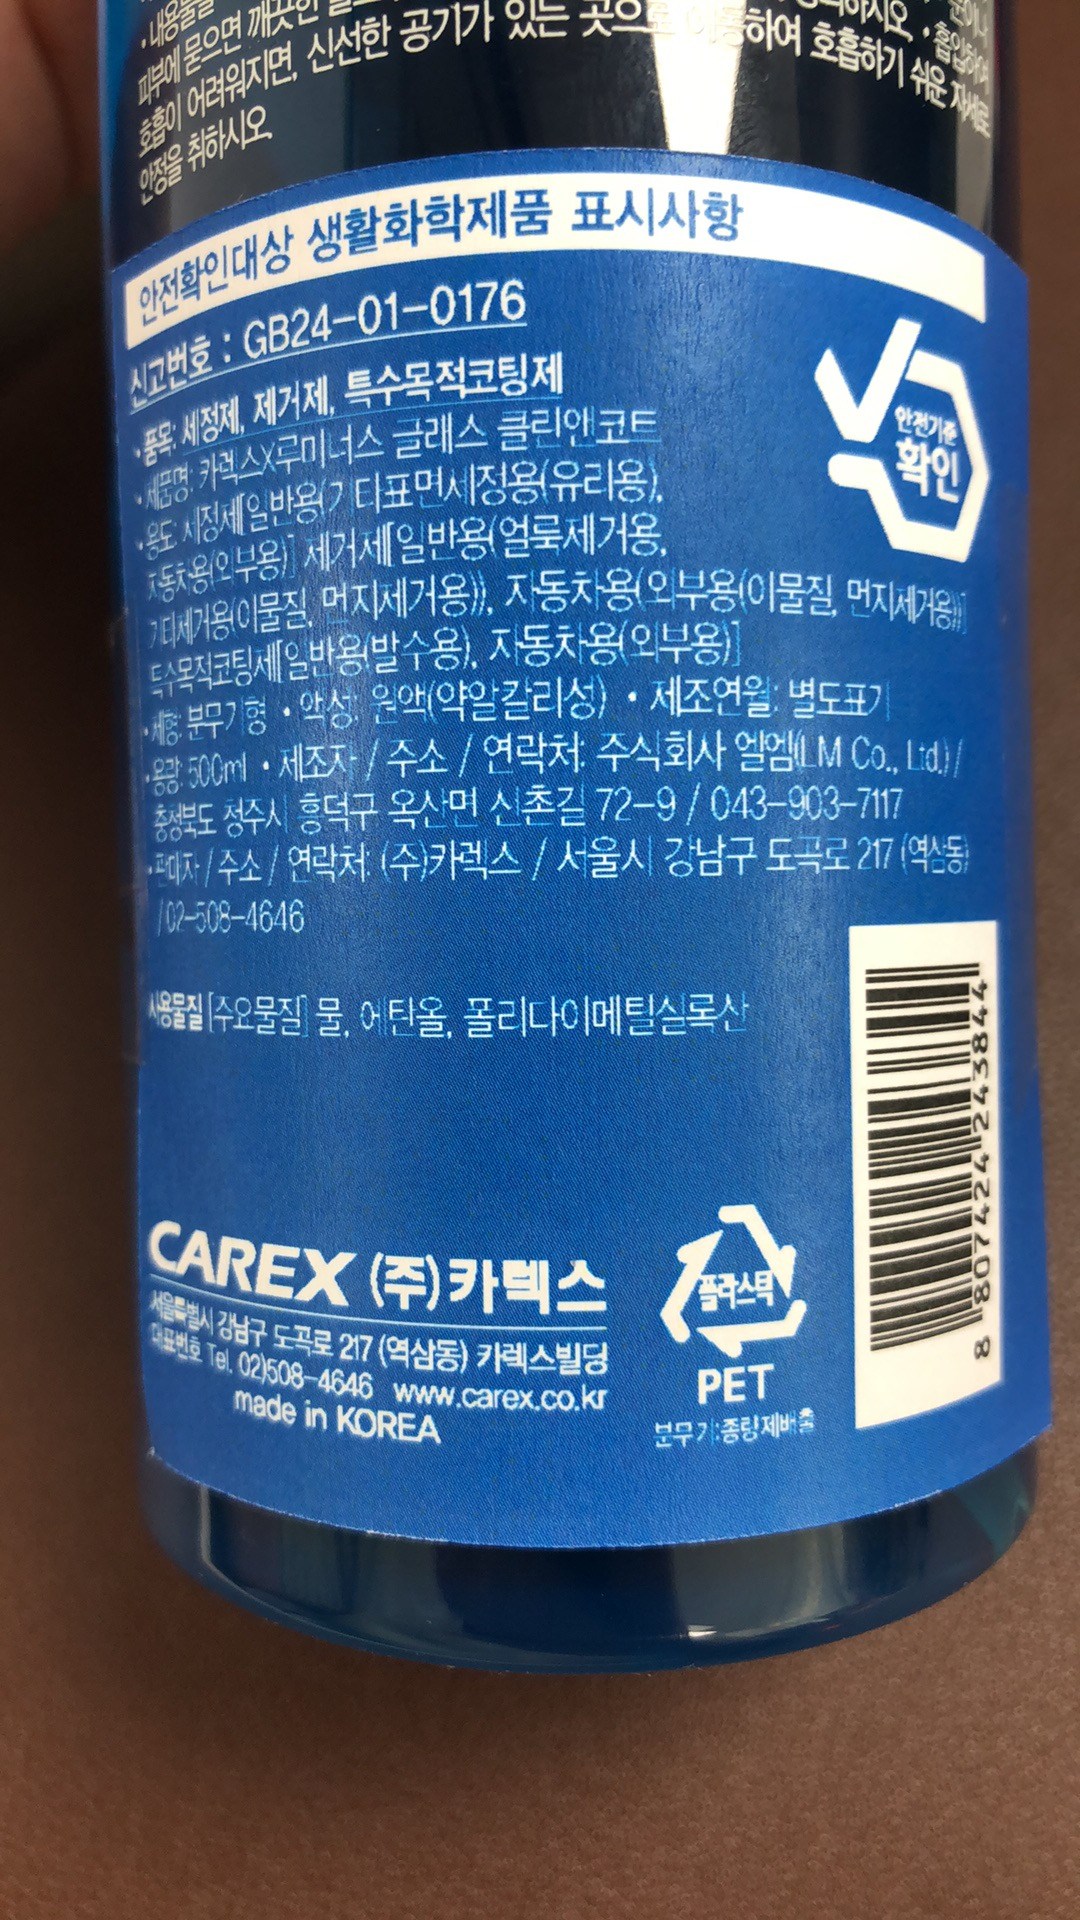 피부에 묻으면 깨끗한
호흡이 어려워지면, 신선한 공기가 있는 곳으로 이동하여 호흡하기 쉬운 자세로
안정을 취하시오.
안전확인대상 생활화학제품 표시사항
신고번호 : GB24-01-0176
• 품목: 세정제, 제거제, 특수목적코팅제
• 제품명: 카렉스X루미너스 글래스 클린앤코트
• 용도: 세정제[일반용(기타표면세정용(유리용),
자동차용(외부용)] 제거제[일반용(얼룩제거용,
기타제거용(이물질, 먼지제거용)), 자동차용(외부용(이물질, 먼지제거용))]
특수목적코팅제[일반용(발수용), 자동차용(외부용)]
• 제형: 분무기형 • 액성: 원액(약알칼리성) • 제조연월: 별도표기
• 용량: 500ml • 제조자 / 주소 / 연락처: 주식회사 엘엠(LM Co., Ltd.) /
충청북도 청주시 흥덕구 옥산면 신촌길 72-9 / 043-903-7117
• 판매자 / 주소 / 연락처: (주)카렉스 / 서울시 강남구 도곡로 217 (역삼동)
/ 02-508-4646
안전기준
확인
사용물질 [주요물질] 물, 에탄올, 폴리다이메틸실록산
8 807424 243844
CAREX (주)카렉스
서울특별시 강남구 도곡로 217 (역삼동) 카렉스빌딩
대표번호 Tel. 02)508-4646 www.carex.co.kr
made in KOREA
플라스틱
PET
분무기:종량제배출